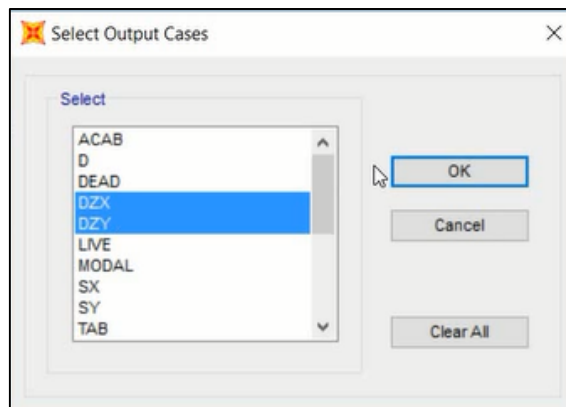 Select Output Cases
Select
ACAB
D
DEAD
DZX
DZY
LIVE
MODAL
SX
SY
TAB
OK
Cancel
Clear All